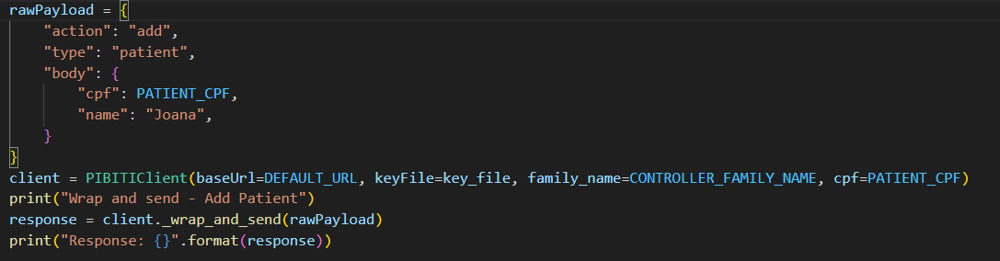 rawPayload = {
    "action": "add",
    "type": "patient",
    "body": {
        "cpf": PATIENT_CPF,
        "name": "Joana",
    }
}
client = PIBITIClient(baseUrl=DEFAULT_URL, keyFile=key_file, family_name=CONTROLLER_FAMILY_NAME, cpf=PATIENT_CPF)
print("Wrap and send - Add Patient")
response = client._wrap_and_send(rawPayload)
print("Response: {}".format(response))